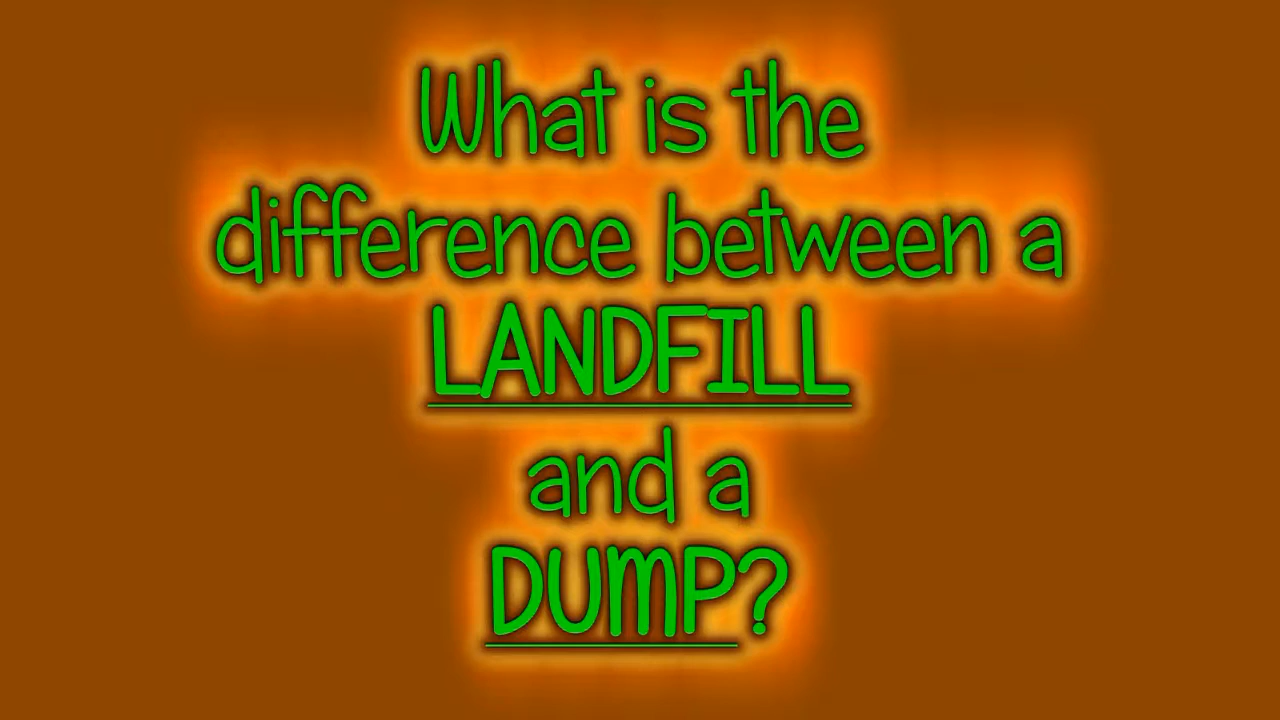 What is the
difference between a
LANDFILL
and a
DUMP?